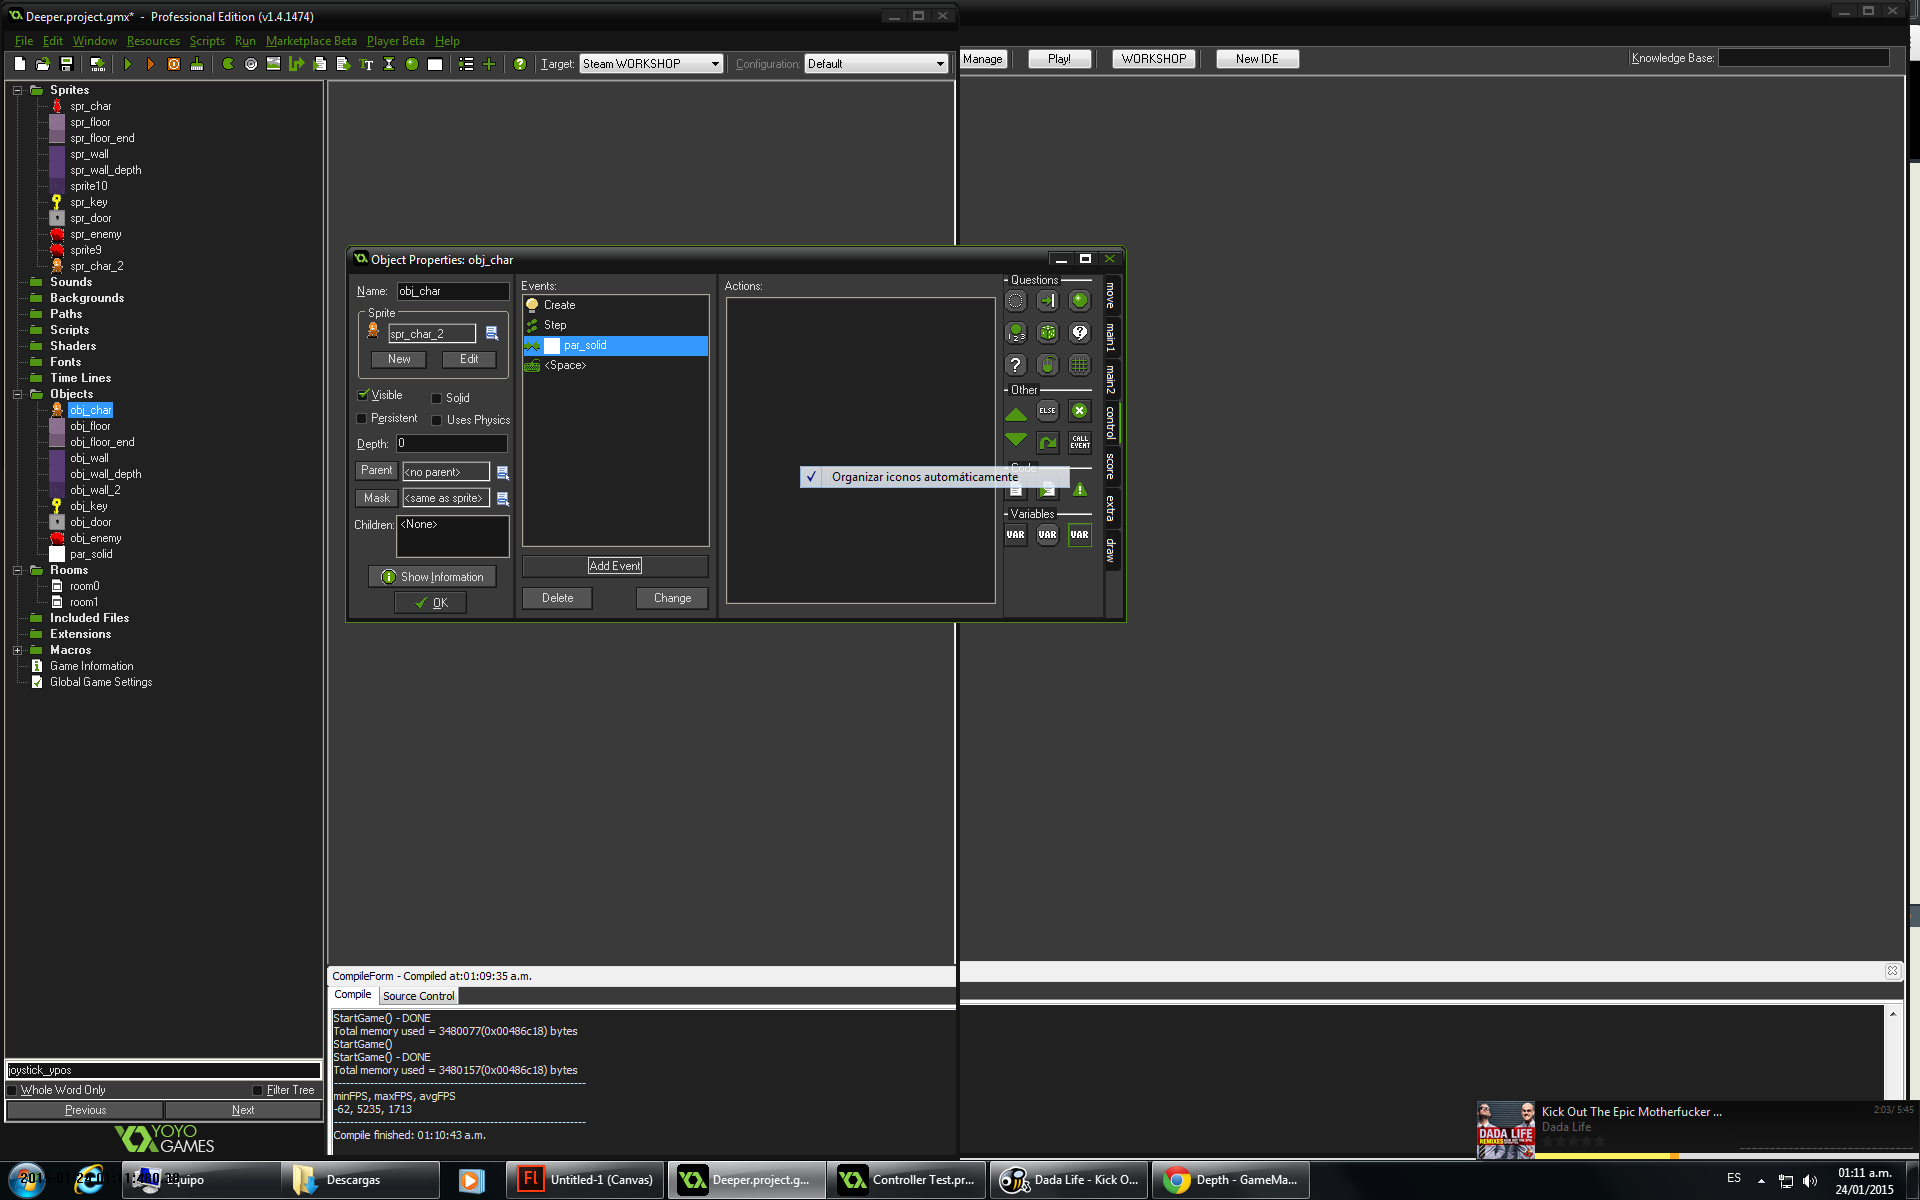 Deeper.project.gmx* - Professional Edition (v1.4.1474)
File Edit Window Resources Scripts Run Marketplace Beta Player Beta Help
Target: Steam WORKSHOP Configuration: Default
Manage Play! WORKSHOP New IDE Knowledge Base:
Sprites
spr_char
spr_floor
spr_floor_end
spr_wall
spr_wall_depth
sprite10
spr_key
spr_door
spr_enemy
sprite9
spr_char_2
Sounds
Backgrounds
Paths
Scripts
Shaders
Fonts
Time Lines
Objects
obj_char
obj_floor
obj_floor_end
obj_wall
obj_wall_depth
obj_wall_2
obj_key
obj_door
obj_enemy
par_solid
Rooms
room0
room1
Included Files
Extensions
Macros
Game Information
Global Game Settings
joystick_ypos
Whole Word Only Filter Tree
Previous Next
YOYO
GAMES
Object Properties: obj_char
Name: obj_char
Sprite
spr_char_2
New Edit
Visible Solid
Persistent Uses Physics
Depth: 0
Parent <no parent>
Mask <same as sprite>
Children: <None>
Show Information
OK
Events:
Create
Step
par_solid
<Space>
Add Event
Delete Change
Actions:
Organizar iconos automáticamente
Questions
1 2 3
?
?
Other
ELSE
CALL
EVENT
Code
Variables
VAR VAR VAR
move
main1
main2
control
score
extra
draw
CompileForm - Compiled at:01:09:35 a.m.
Compile Source Control
StartGame() - DONE
Total memory used = 3480077(0x00486c18) bytes
StartGame()
StartGame() - DONE
Total memory used = 3480157(0x00486c18) bytes
minFPS, maxFPS, avgFPS
-62, 5235, 1713
Compile finished: 01:10:43 a.m.
DADA LIFE
REMIXES
Kick Out The Epic Motherfucker ...
2:03/ 5:45
Dada Life
Equipo
Descargas
Fl
Untitled-1 (Canvas)
Deeper.project.g...
Controller Test.pr...
Dada Life - Kick O...
Depth - GameMa...
ES
01:11 a.m.
24/01/2015